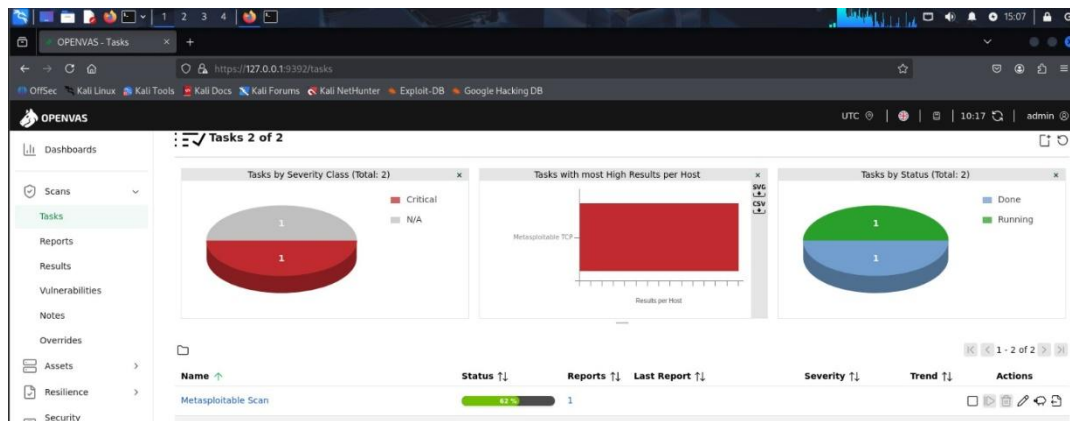 1 2 3 4
15:07
OPENVAS - Tasks
https://127.0.0.1:9392/tasks
OffSec Kali Linux Kali Tools Kali Docs Kali Forums Kali NetHunter Exploit-DB Google Hacking DB
OPENVAS
UTC 10:17 admin
Dashboards
Scans
Tasks
Reports
Results
Vulnerabilities
Notes
Overrides
Assets
Resilience
Security
Tasks 2 of 2
Tasks by Severity Class (Total: 2)
1
1
Critical
N/A
Tasks with most High Results per Host
SVG
CSV
Metasploitable TCP
Results per Host
Tasks by Status (Total: 2)
1
1
Done
Running
1 - 2 of 2
Name Status Reports Last Report Severity Trend Actions
Metasploitable Scan 62 % 1